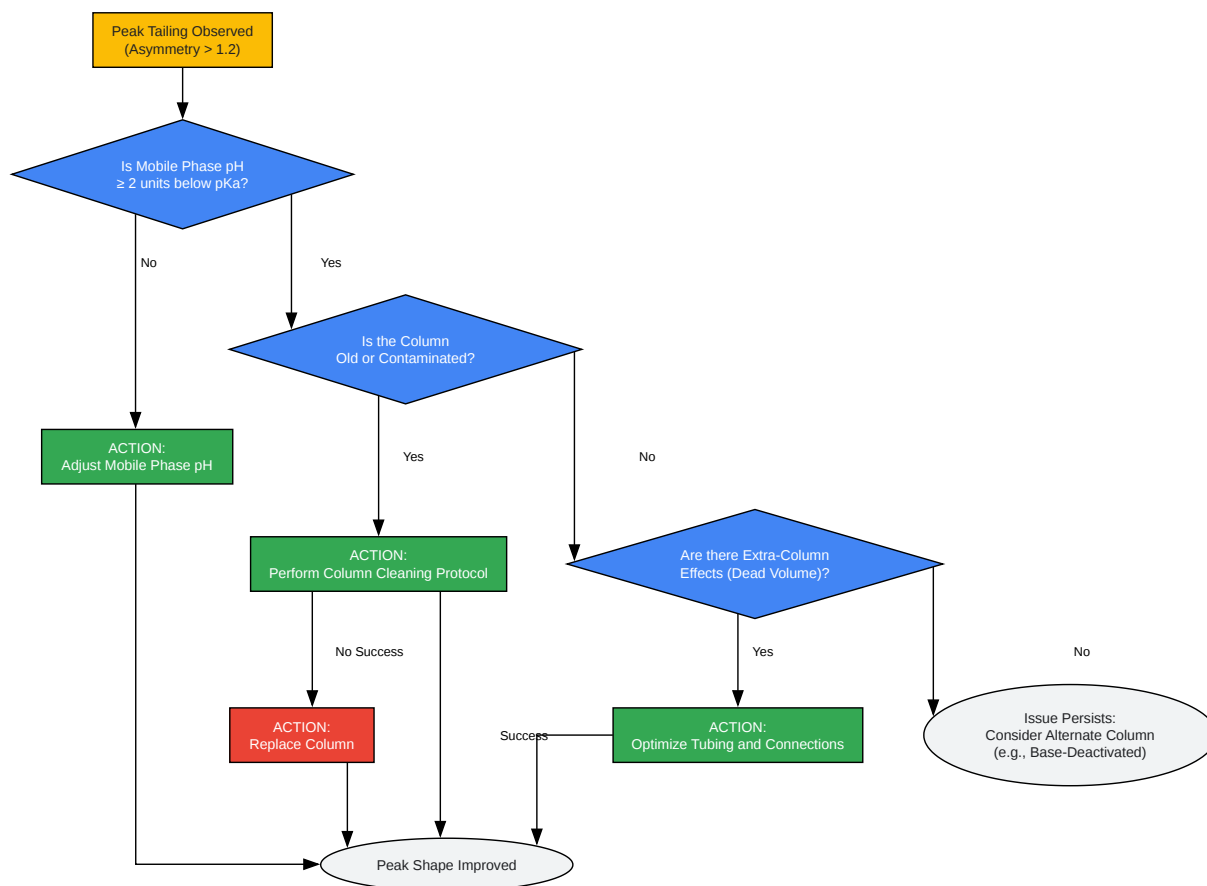 Peak Tailing Observed
(Asymmetry > 1.2)
Is Mobile Phase pH
≥ 2 units below pKa?
No
Yes
Is the Column
Old or Contaminated?
ACTION:
Adjust Mobile Phase pH
Yes
No
ACTION:
Perform Column Cleaning Protocol
Are there Extra-Column
Effects (Dead Volume)?
No Success
Yes
No
ACTION:
Replace Column
Success
ACTION:
Optimize Tubing and Connections
Issue Persists:
Consider Alternate Column
(e.g., Base-Deactivated)
Peak Shape Improved